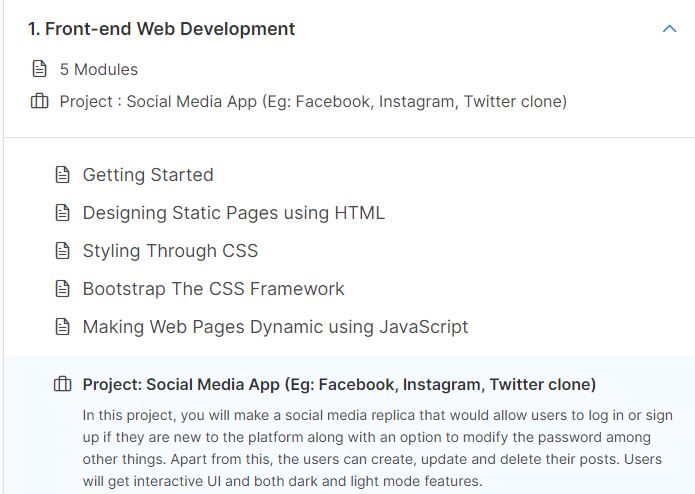 1. Front-end Web Development
5 Modules
Project : Social Media App (Eg: Facebook, Instagram, Twitter clone)
Getting Started
Designing Static Pages using HTML
Styling Through CSS
Bootstrap The CSS Framework
Making Web Pages Dynamic using JavaScript
Project: Social Media App (Eg: Facebook, Instagram, Twitter clone)
In this project, you will make a social media replica that would allow users to log in or sign
up if they are new to the platform along with an option to modify the password among
other things. Apart from this, the users can create, update and delete their posts. Users
will get interactive UI and both dark and light mode features.